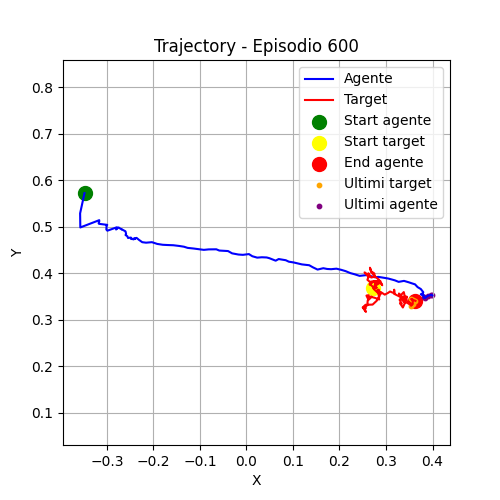 Trajectory - Episodio 600
Agente
Target
Start agente
Start target
End agente
Ultimi target
Ultimi agente
0.8
0.7
0.6
0.5
0.4
0.3
0.2
0.1
Y
−0.3 −0.2 −0.1 0.0 0.1 0.2 0.3 0.4
X